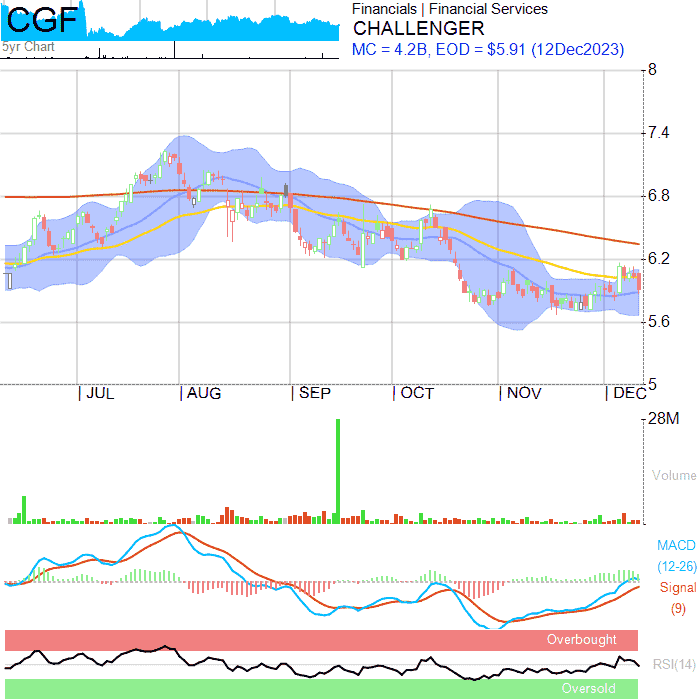 CGF
5yr Chart
Financials | Financial Services
CHALLENGER
MC = 4.2B, EOD = $5.91 (12Dec2023)
8
7.4
6.8
6.2
5.6
5
| JUL | AUG | SEP | OCT | NOV | DEC
28M
Volume
MACD
(12-26)
Signal
(9)
Overbought
RSI(14)
Oversold